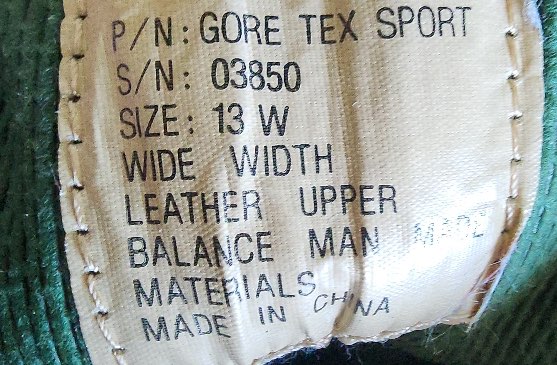 P/N: GORE TEX SPORT
S/N: 03850
SIZE: 13 W
WIDE WIDTH
LEATHER UPPER
BALANCE MAN MADE
MATERIALS
MADE IN CHINA